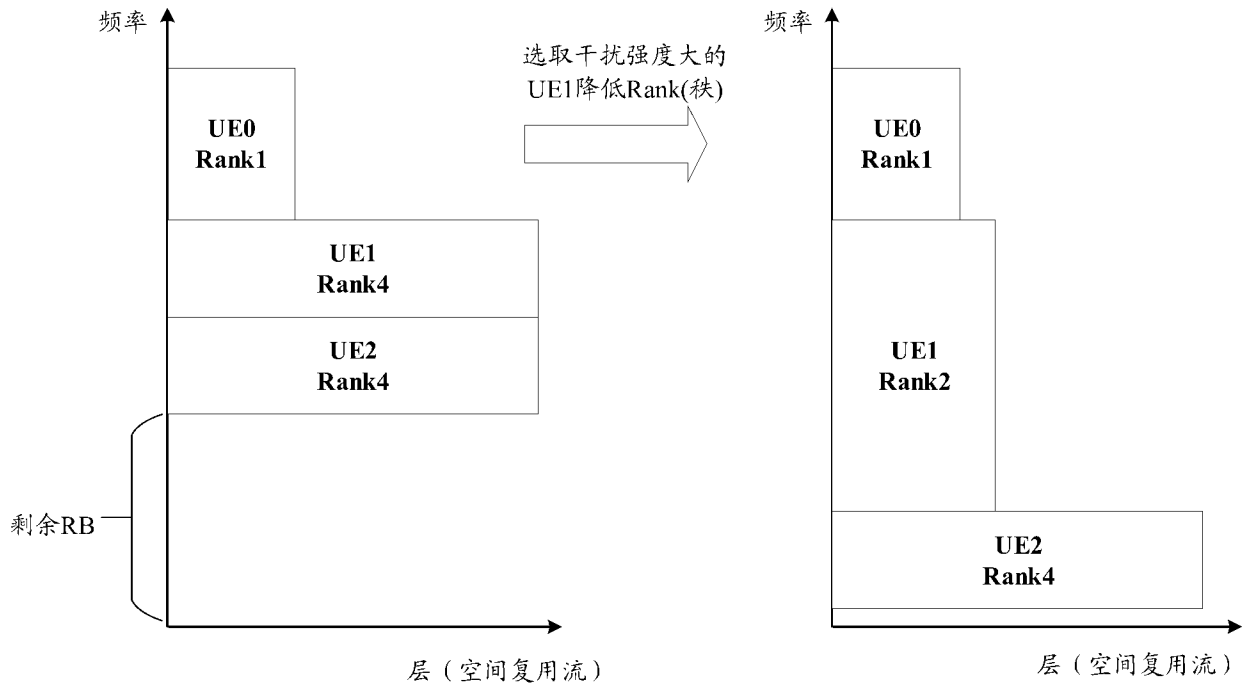 频率
UE0
Rank1
UE1
Rank4
UE2
Rank4
剩余RB
层（空间复用流）
选取干扰强度大的
UE1降低Rank(秩)
频率
UE0
Rank1
UE1
Rank2
UE2
Rank4
层（空间复用流）